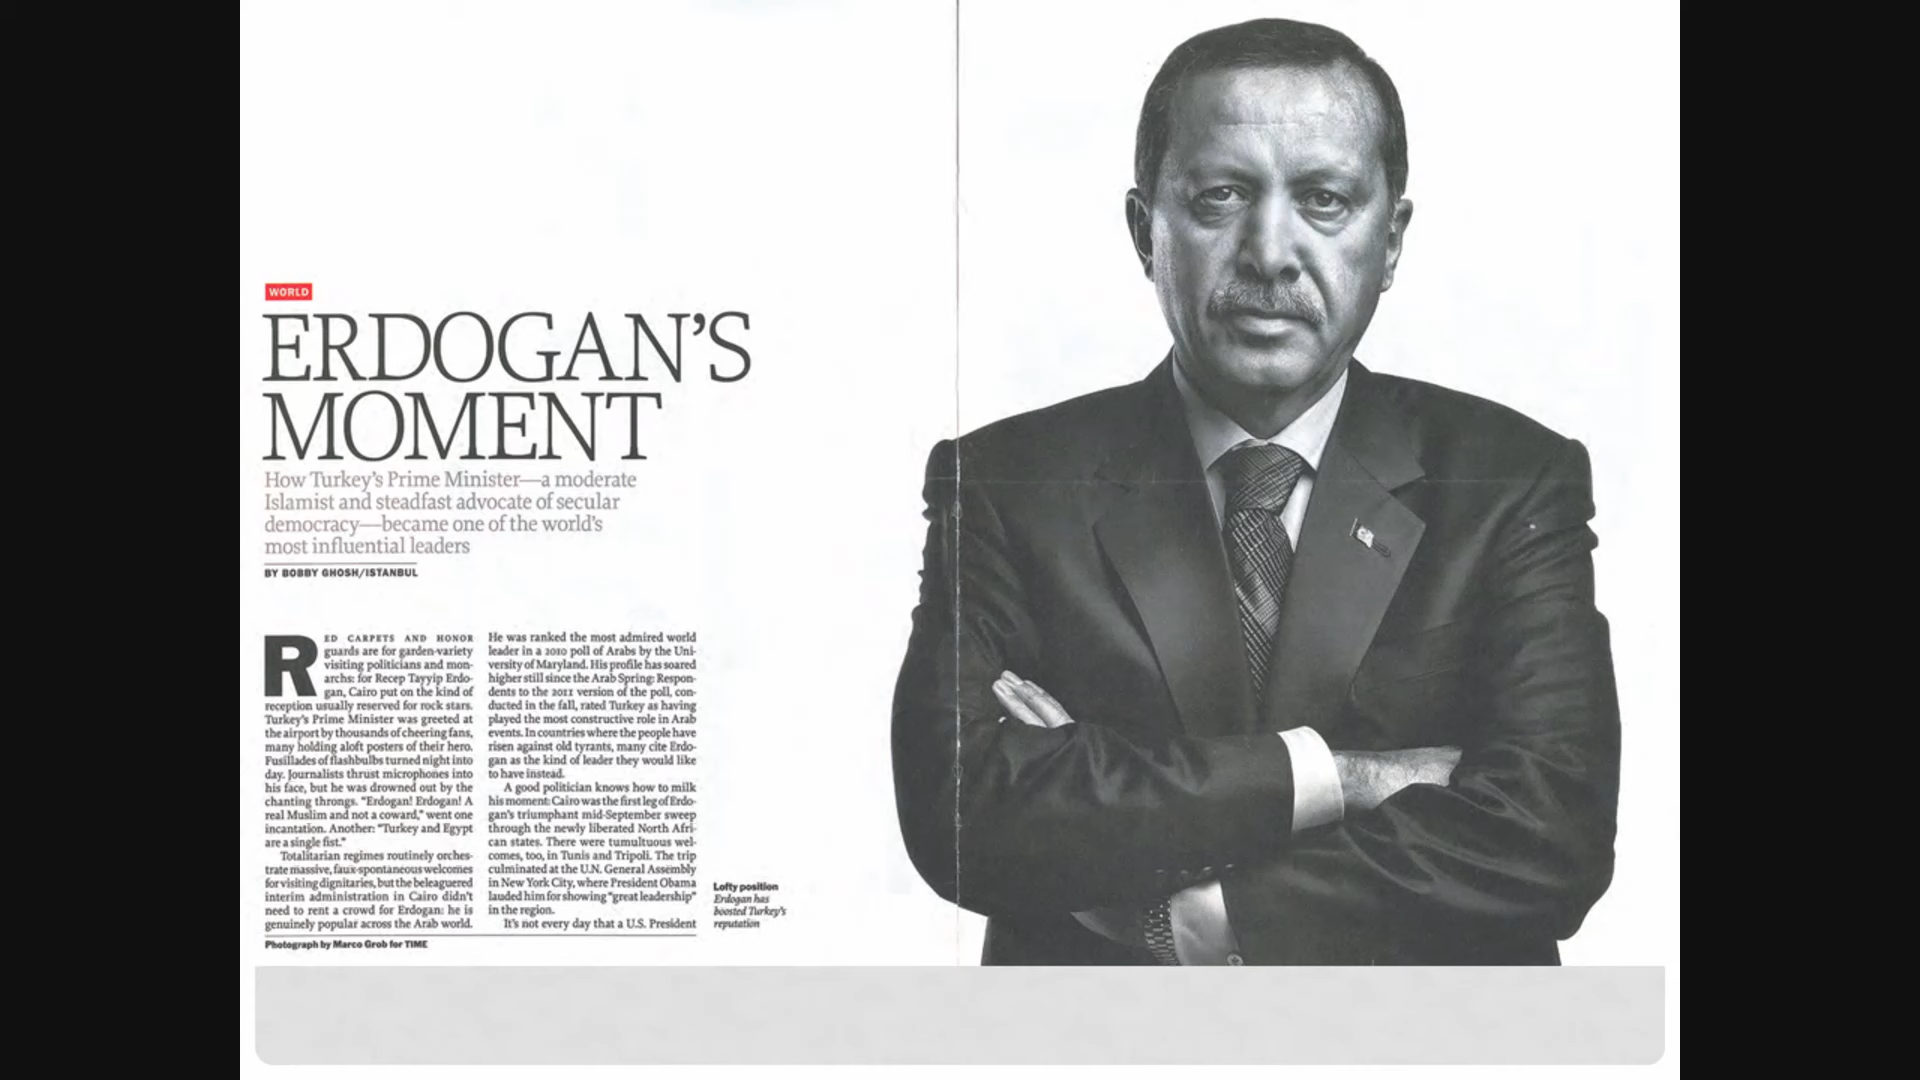 WORLD
ERDOGAN'S
MOMENT
How Turkey's Prime Minister—a moderate
Islamist and steadfast advocate of secular
democracy—became one of the world's
most influential leaders
BY BOBBY GHOSH/ISTANBUL
RED CARPETS AND HONOR
guards are for garden-variety
visiting politicians and mon-
archs: for Recep Tayyip Erdo-
gan, Cairo put on the kind of
reception usually reserved for rock stars.
Turkey's Prime Minister was greeted at
the airport by thousands of cheering fans,
many holding aloft posters of their hero.
Fusillades of flashbulbs turned night into
day. Journalists thrust microphones into
his face, but he was drowned out by the
chanting throngs. "Erdogan! Erdogan! A
real Muslim and not a coward," went one
incantation. Another: "Turkey and Egypt
are a single fist."
Totalitarian regimes routinely orches-
trate massive, faux-spontaneous welcomes
for visiting dignitaries, but the beleaguered
interim administration in Cairo didn't
need to rent a crowd for Erdogan: he is
genuinely popular across the Arab world.
He was ranked the most admired world
leader in a 2010 poll of Arabs by the Uni-
versity of Maryland. His profile has soared
higher still since the Arab Spring: Respon-
dents to the 2011 version of the poll, con-
ducted in the fall, rated Turkey as having
played the most constructive role in Arab
events. In countries where the people have
risen against old tyrants, many cite Erdo-
gan as the kind of leader they would like
to have instead.
A good politician knows how to milk
his moment: Cairo was the first leg of Erdo-
gan's triumphant mid-September sweep
through the newly liberated North Afri-
can states. There were tumultuous wel-
comes, too, in Tunis and Tripoli. The trip
culminated at the U.N. General Assembly
in New York City, where President Obama
lauded him for showing "great leadership"
in the region.
It's not every day that a U.S. President
Lofty position
Erdogan has
boosted Turkey's
reputation
Photograph by Marco Grob for TIME